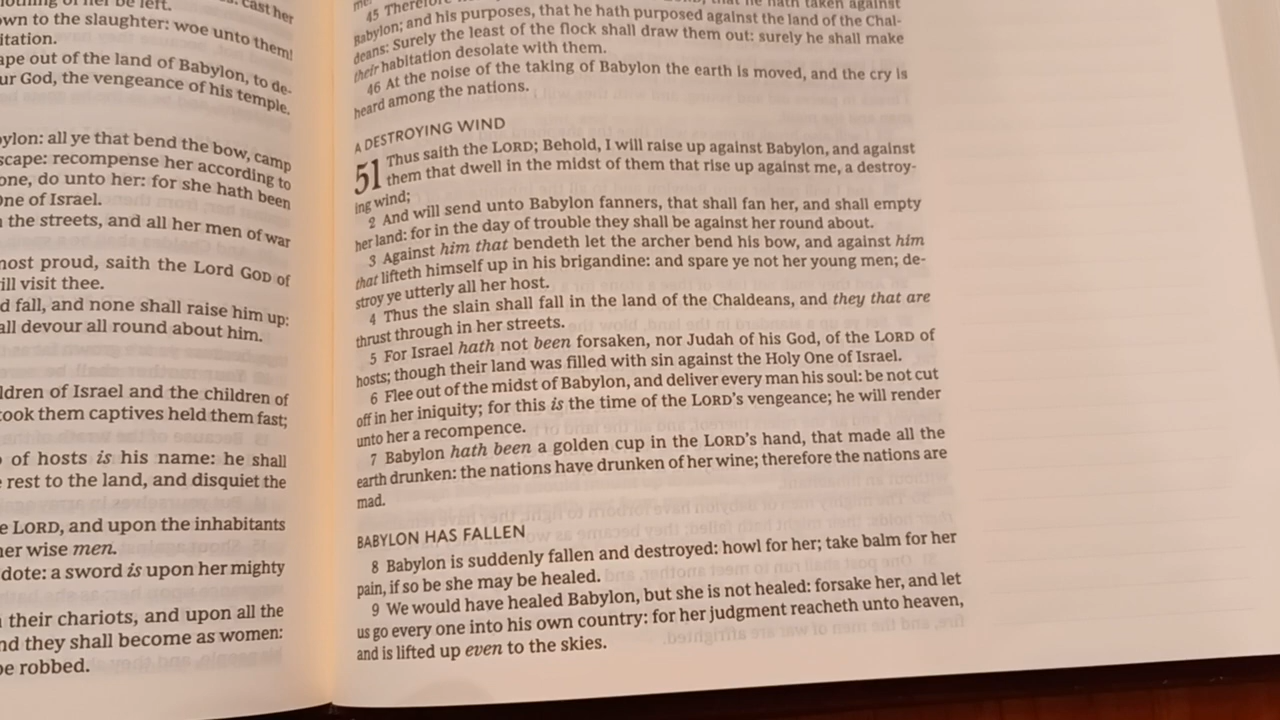 cast her
own to the slaughter: woe unto them!
itation.
ape out of the land of Babylon, to de-
ur God, the vengeance of his temple.
ylon: all ye that bend the bow, camp
scape: recompense her according to
one, do unto her: for she hath been
One of Israel.
the streets, and all her men of war
most proud, saith the Lord GOD of
ill visit thee.
d fall, and none shall raise him up:
all devour all round about him.
ldren of Israel and the children of
took them captives held them fast;
of hosts is his name: he shall
rest to the land, and disquiet the
e LORD, and upon the inhabitants
her wise men.
dote: a sword is upon her mighty
their chariots, and upon all the
nd they shall become as women:
be robbed.
45 Therefore that he hath taken against
Babylon; and his purposes, that he hath purposed against the land of the Chal-
deans: Surely the least of the flock shall draw them out: surely he shall make
their habitation desolate with them.
46 At the noise of the taking of Babylon the earth is moved, and the cry is
heard among the nations.
A DESTROYING WIND
51 Thus saith the LORD; Behold, I will raise up against Babylon, and against
them that dwell in the midst of them that rise up against me, a destroy-
ing wind;
2 And will send unto Babylon fanners, that shall fan her, and shall empty
her land: for in the day of trouble they shall be against her round about.
3 Against him that bendeth let the archer bend his bow, and against him
that lifteth himself up in his brigandine: and spare ye not her young men; de-
stroy ye utterly all her host.
4 Thus the slain shall fall in the land of the Chaldeans, and they that are
thrust through in her streets.
5 For Israel hath not been forsaken, nor Judah of his God, of the LORD of
hosts; though their land was filled with sin against the Holy One of Israel.
6 Flee out of the midst of Babylon, and deliver every man his soul: be not cut
off in her iniquity; for this is the time of the LORD's vengeance; he will render
unto her a recompence.
7 Babylon hath been a golden cup in the LORD's hand, that made all the
earth drunken: the nations have drunken of her wine; therefore the nations are
mad.
BABYLON HAS FALLEN
8 Babylon is suddenly fallen and destroyed: howl for her; take balm for her
pain, if so be she may be healed.
9 We would have healed Babylon, but she is not healed: forsake her, and let
us go every one into his own country: for her judgment reacheth unto heaven,
and is lifted up even to the skies.